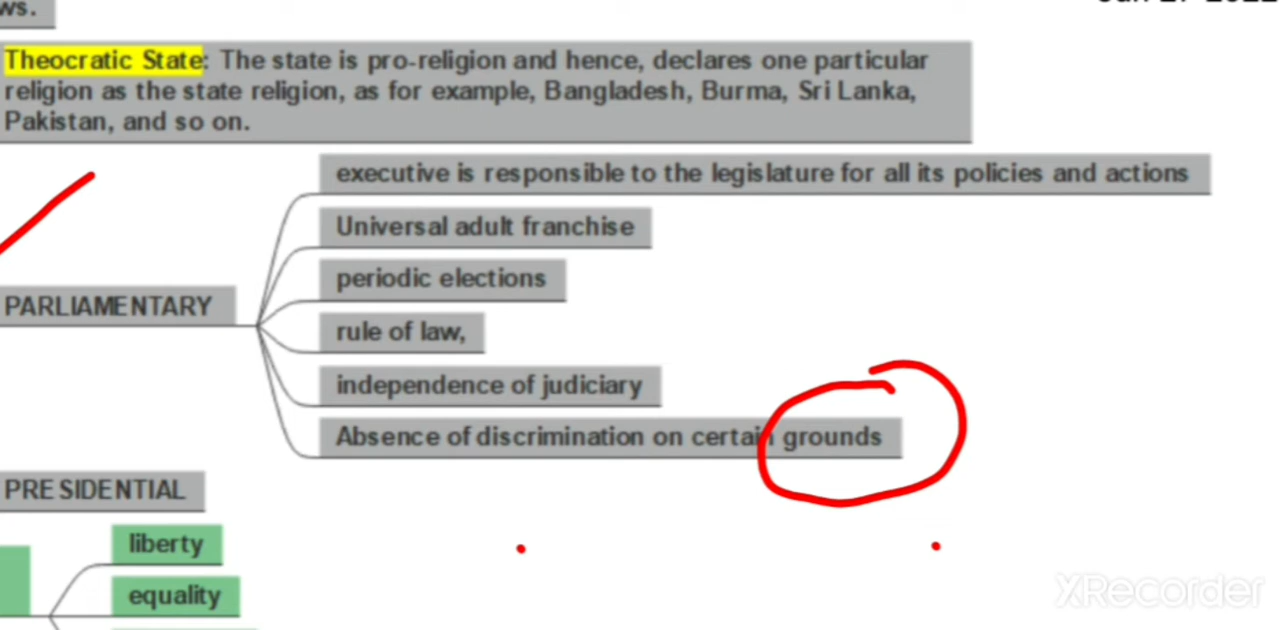 ws.
Theocratic State: The state is pro-religion and hence, declares one particular
religion as the state religion, as for example, Bangladesh, Burma, Sri Lanka,
Pakistan, and so on.
executive is responsible to the legislature for all its policies and actions
Universal adult franchise
periodic elections
PARLIAMENTARY
rule of law,
independence of judiciary
Absence of discrimination on certain grounds
PRESIDENTIAL
liberty
equality
XRecorder